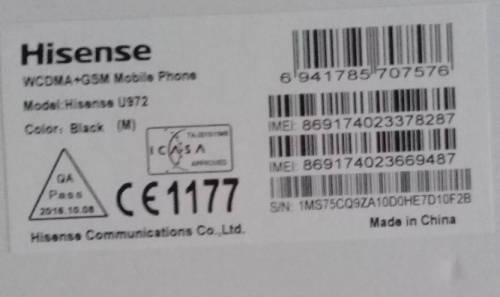 Hisense
WCDMA+GSM Mobile Phone
Model:Hisense U972
Color: Black (M)
ICASA
APPROVED
QA
Pass
2016.10.08
CE1177
Hisense Communications Co.,Ltd.
6 941785 707576
IMEI: 869174023378287
IMEI: 869174023669487
S/N: 1MS75CQ9ZA10D0HE7D10F2B
Made in China